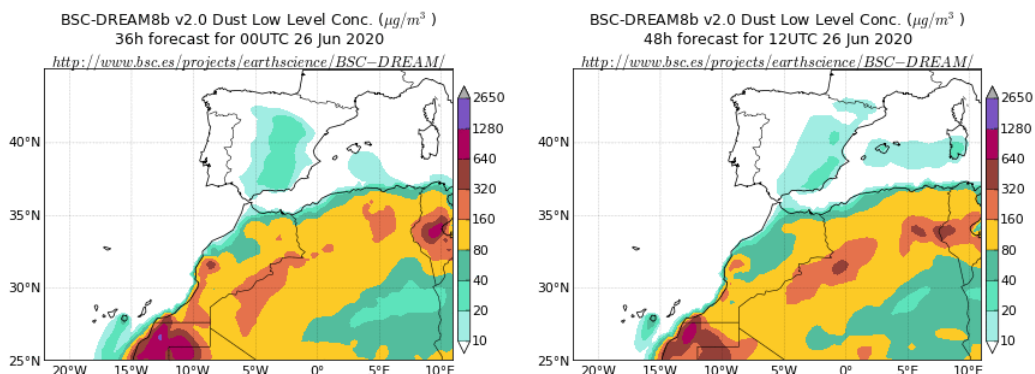 BSC-DREAM8b v2.0 Dust Low Level Conc. (μg/m³ )
36h forecast for 00UTC 26 Jun 2020
http://www.bsc.es/projects/earthscience/BSC−DREAM/
2650
1280
640
320
160
80
40
20
10
40°N
35°N
30°N
25°N
20°W 15°W 10°W 5°W 0° 5°E 10°E
BSC-DREAM8b v2.0 Dust Low Level Conc. (μg/m³ )
48h forecast for 12UTC 26 Jun 2020
http://www.bsc.es/projects/earthscience/BSC−DREAM/
2650
1280
640
320
160
80
40
20
10
40°N
35°N
30°N
25°N
20°W 15°W 10°W 5°W 0° 5°E 10°E